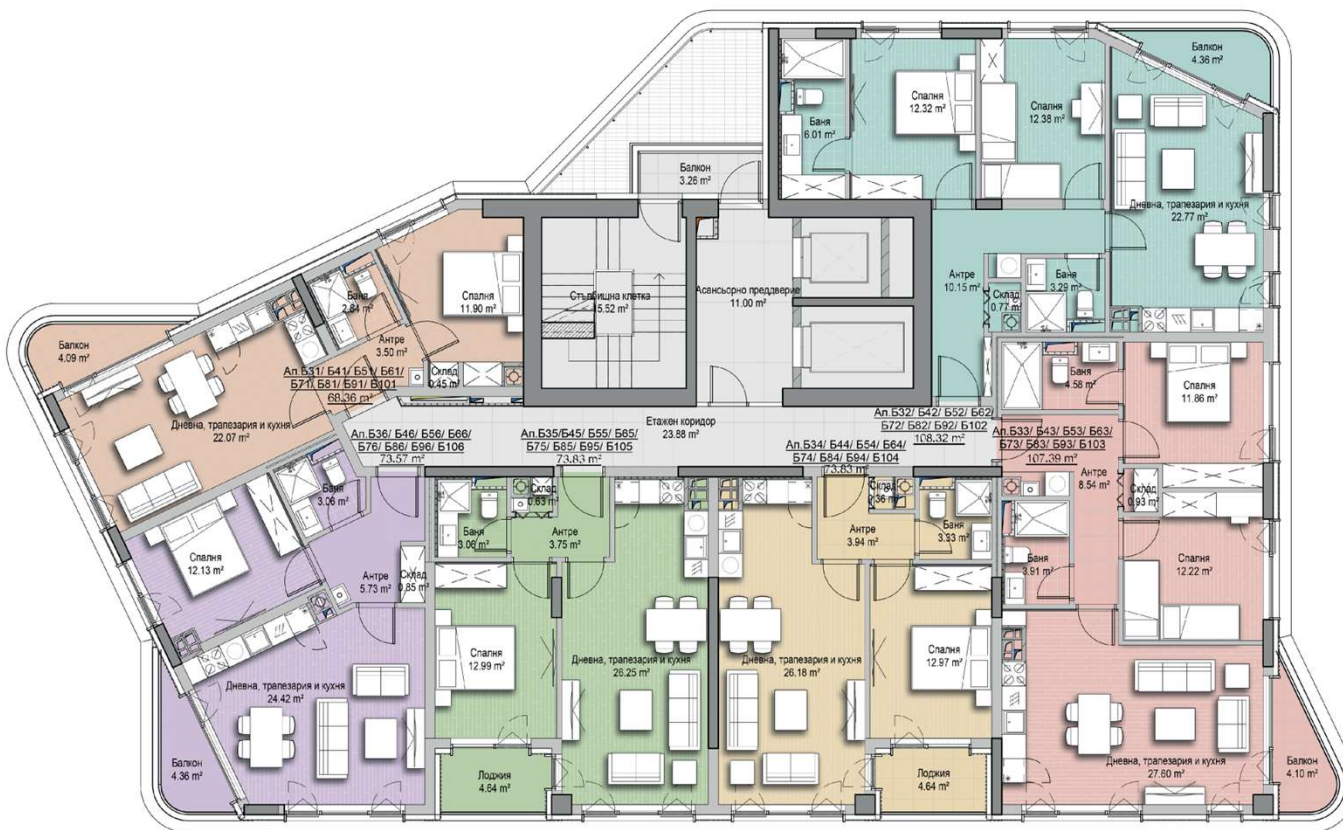 Балкон
4.36 m²
Спалня
12.32 m²
Баня
6.01 m²
Спалня
12.38 m²
Дневна, трапезария и кухня
22.77 m²
Антре
10.15 m²
Баня
3.29 m²
Склад
0.77 m²
Ап.Б32/ Б42/ Б52/ Б62/
Б72/ Б82/ Б92/ Б102
108.32 m²
Балкон
3.26 m²
Стълбищна клетка
15.52 m²
Асансьорно преддверие
11.00 m²
Етажен коридор
23.88 m²
Спалня
11.90 m²
Баня
2.84 m²
Антре
3.50 m²
Склад
0.45 m²
Балкон
4.09 m²
Ап.Б31/ Б41/ Б51/ Б61/
Б71/ Б81/ Б91/ Б101
68.36 m²
Дневна, трапезария и кухня
22.07 m²
Ап.Б36/ Б46/ Б56/ Б66/
Б76/ Б86/ Б96/ Б106
73.57 m²
Баня
3.06 m²
Спалня
12.13 m²
Антре
5.73 m²
Склад
0.85 m²
Дневна, трапезария и кухня
24.42 m²
Балкон
4.36 m²
Ап.Б35/Б45/ Б55/ Б65/
Б75/ Б85/ Б95/ Б105
73.83 m²
Склад
0.63 m²
Баня
3.06 m²
Антре
3.75 m²
Спалня
12.99 m²
Дневна, трапезария и кухня
26.25 m²
Лоджия
4.64 m²
Ап.Б34/ Б44/ Б54/ Б64/
Б74/ Б84/ Б94/ Б104
73.83 m²
Склад
0.36 m²
Антре
3.94 m²
Баня
3.33 m²
Дневна, трапезария и кухня
26.18 m²
Спалня
12.97 m²
Лоджия
4.64 m²
Баня
4.58 m²
Спалня
11.86 m²
Ап.Б33/ Б43/ Б53/ Б63/
Б73/ Б83/ Б93/ Б103
107.39 m²
Антре
8.54 m²
Склад
0.93 m²
Баня
3.91 m²
Спалня
12.22 m²
Дневна, трапезария и кухня
27.60 m²
Балкон
4.10 m²